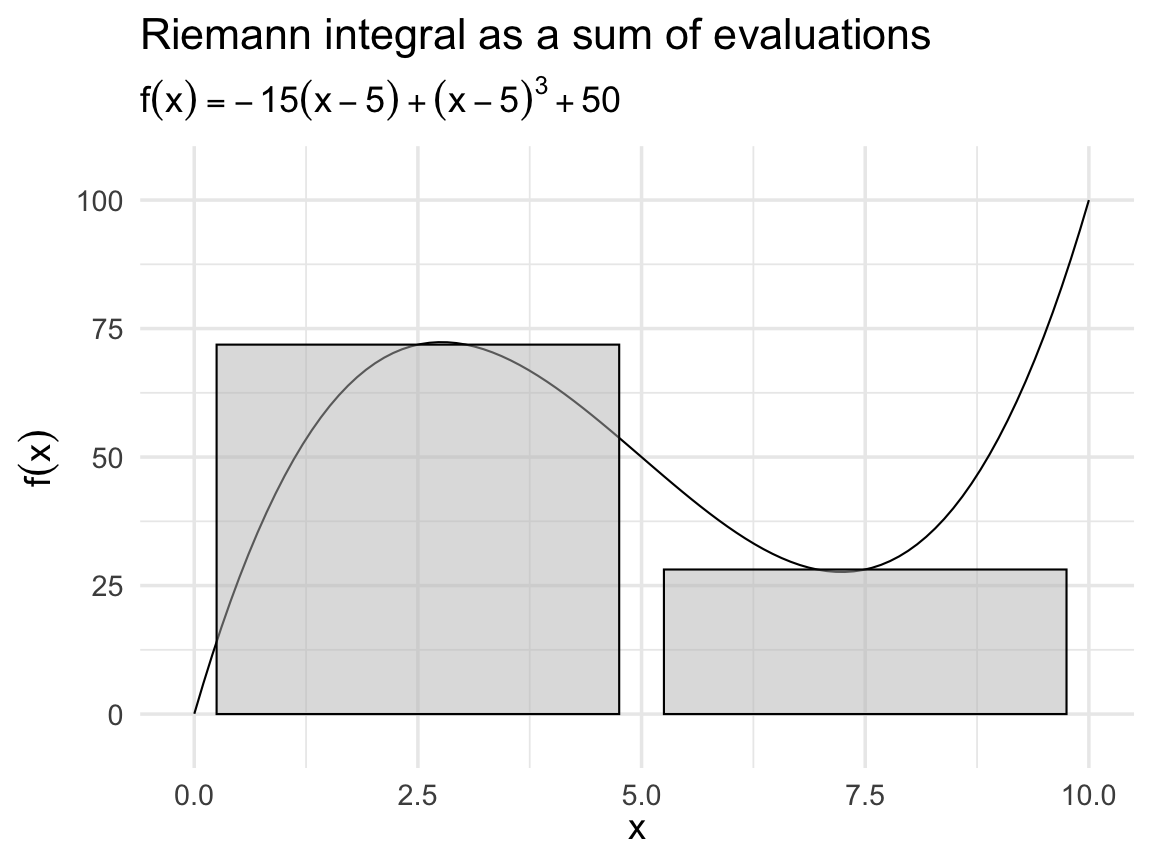 Riemann integral as a sum of evaluations
f(x) = − 15(x − 5) + (x − 5)³ + 50
100
75
50
25
0
f(x)
0.0 2.5 5.0 7.5 10.0
x